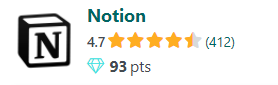 N
Notion
4.7 (412)
93 pts